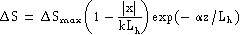 ΔS = ΔS_max (1 − |x| / kL_h) exp(− αz/L_h)